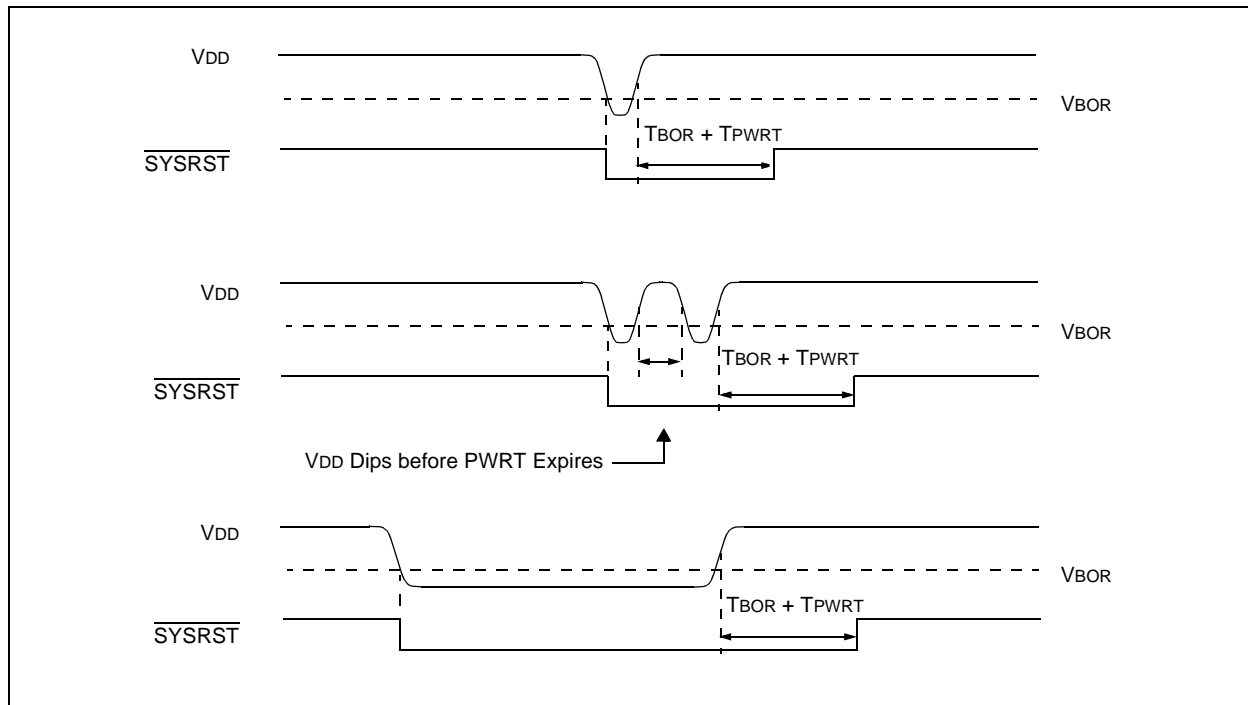 VDD
VBOR
TBOR + TPWRT
SYSRST
VDD
VBOR
TBOR + TPWRT
SYSRST
VDD Dips before PWRT Expires
VDD
VBOR
TBOR + TPWRT
SYSRST